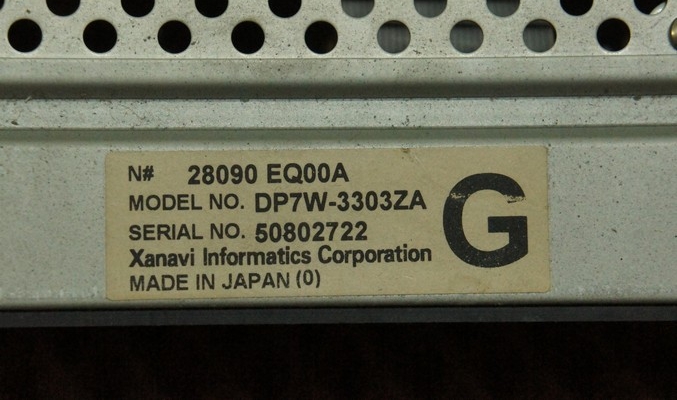 N# 28090 EQ00A
MODEL NO. DP7W-3303ZA
SERIAL NO. 50802722
Xanavi Informatics Corporation
MADE IN JAPAN (0)
G